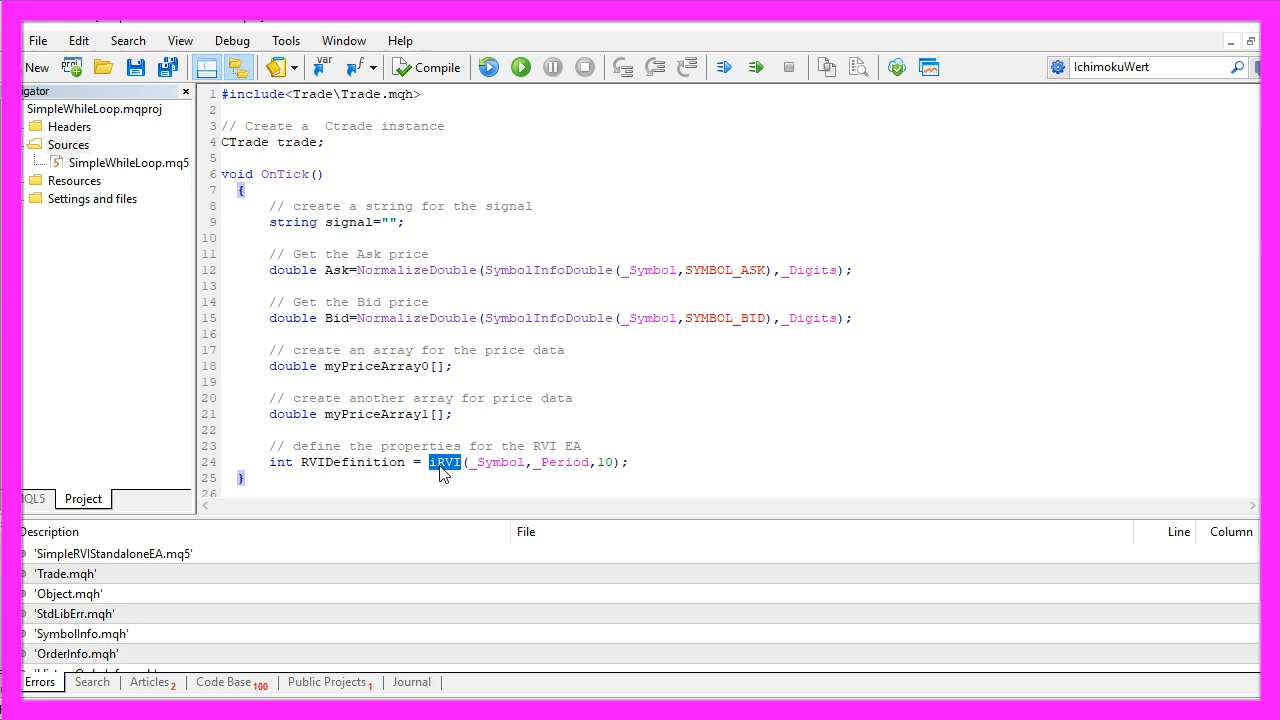 File Edit Search View Debug Tools Window Help
New Compile IchimokuWert
igator
SimpleWhileLoop.mqproj
Headers
Sources
SimpleWhileLoop.mq5
Resources
Settings and files
1 #include<Trade\Trade.mqh>
2
3 // Create a  Ctrade instance
4 CTrade trade;
5
6 void OnTick()
7 {
8 // create a string for the signal
9 string signal="";
10
11 // Get the Ask price
12 double Ask=NormalizeDouble(SymbolInfoDouble(_Symbol,SYMBOL_ASK),_Digits);
13
14 // Get the Bid price
15 double Bid=NormalizeDouble(SymbolInfoDouble(_Symbol,SYMBOL_BID),_Digits);
16
17 // create an array for the price data
18 double myPriceArray0[];
19
20 // create another array for price data
21 double myPriceArray1[];
22
23 // define the properties for the RVI EA
24 int RVIDefinition = iRVI(_Symbol,_Period,10);
25 }
26
MQL5 Project
Description File Line Column
'SimpleRVIStandaloneEA.mq5'
'Trade.mqh'
'Object.mqh'
'StdLibErr.mqh'
'SymbolInfo.mqh'
'OrderInfo.mqh'
Errors Search Articles 2 Code Base 100 Public Projects 1 Journal